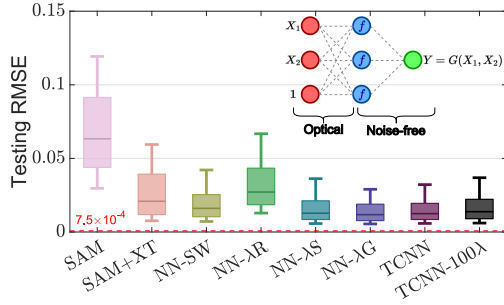 0.15
0.1
0.05
0
Testing RMSE
7.5×10⁻⁴
X₁
X₂
1
f
f
f
Y = G(X₁, X₂)
Optical
Noise-free
SAM
SAM+XT
NN-SW
NN-λR
NN-λS
NN-λG
TCNN
TCNN-100λ